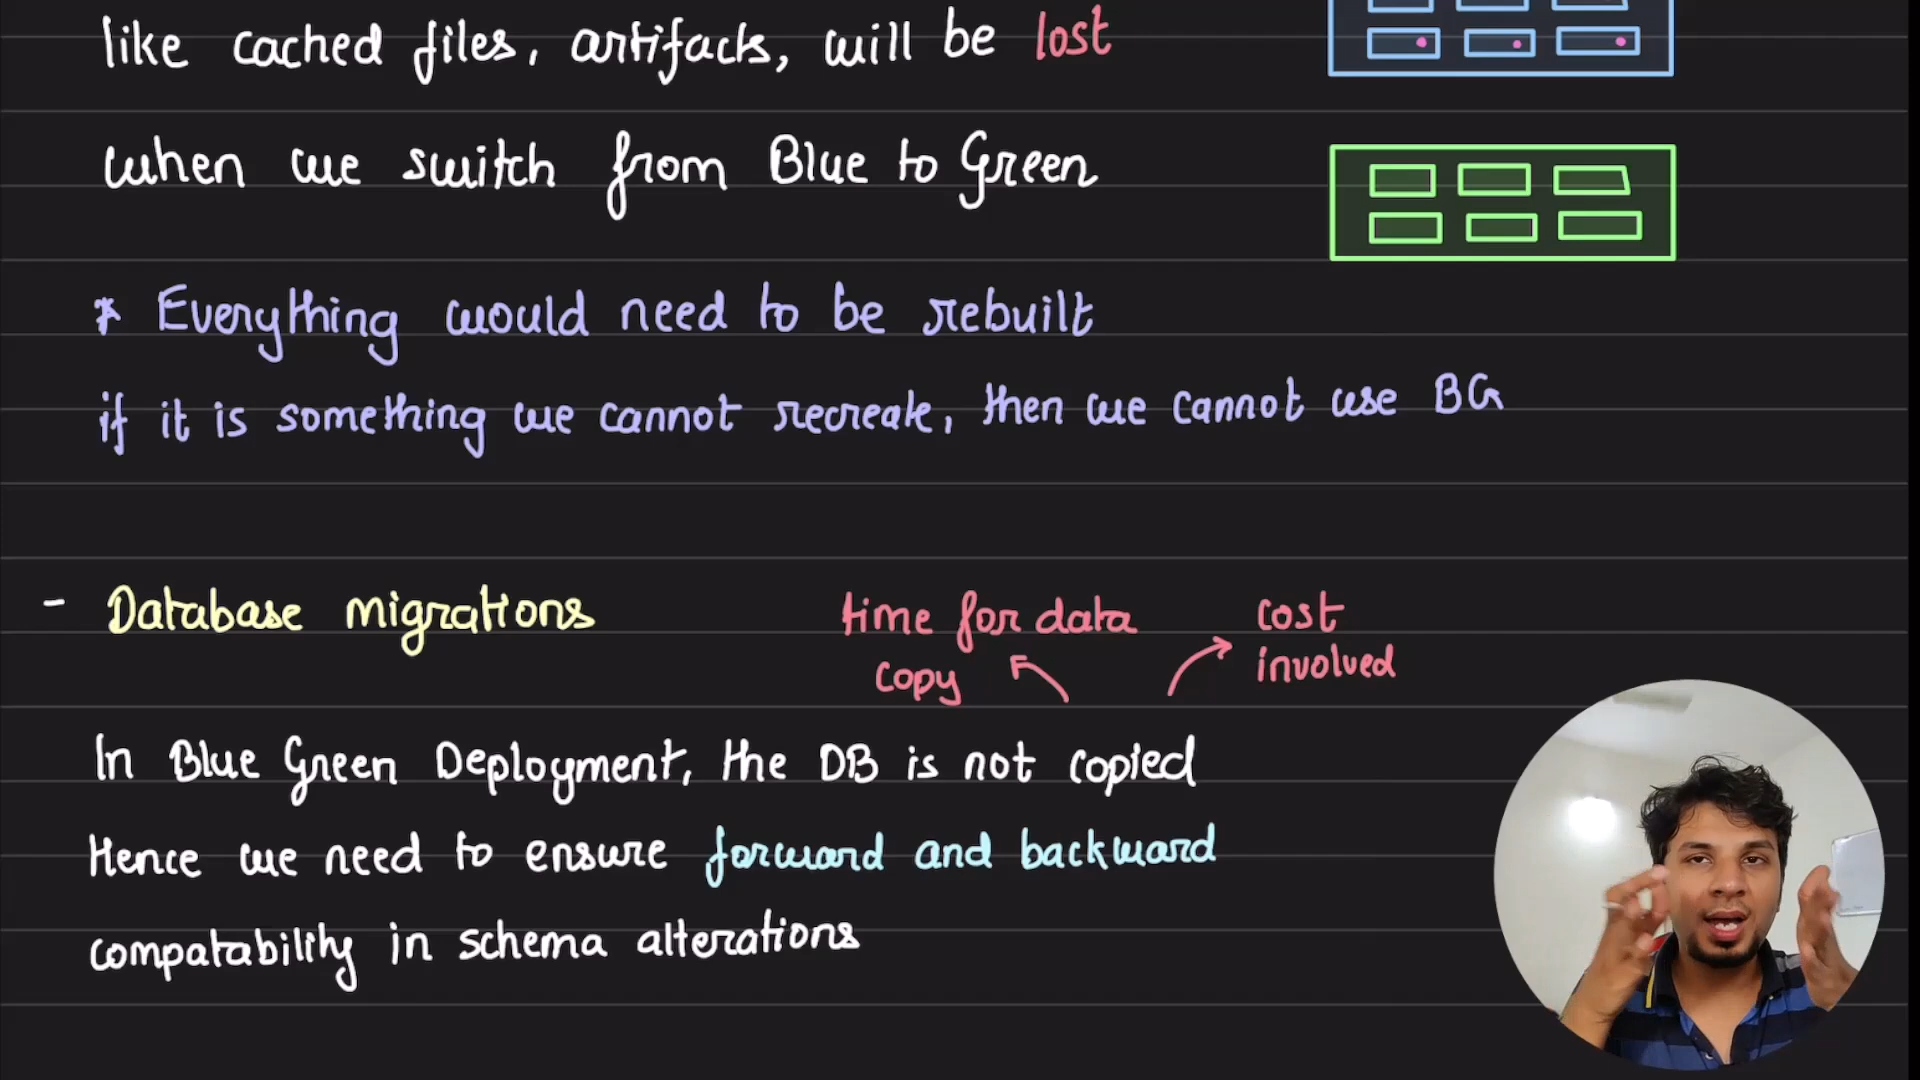 like cached files, artifacts, will be lost
when we switch from Blue to Green
* Everything would need to be rebuilt
if it is something we cannot recreate, then we cannot use BG
- Database migrations
time for data
copy
cost
involved
In Blue Green Deployment, the DB is not copied
Hence we need to ensure forward and backward
compatability in schema alterations